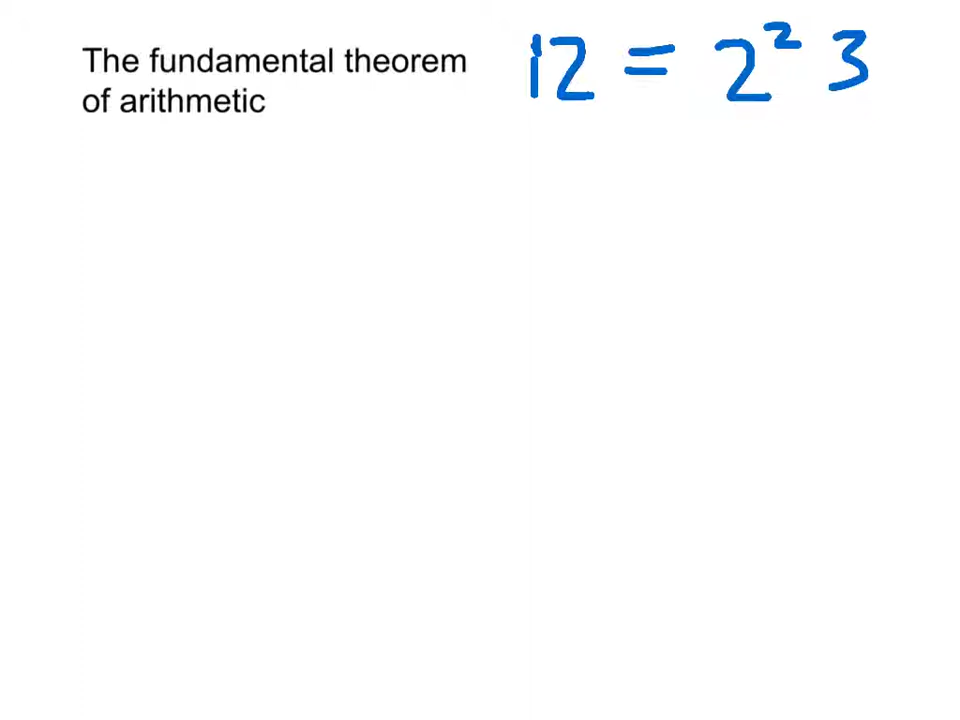 The fundamental theorem
of arithmetic
12 = 2² 3